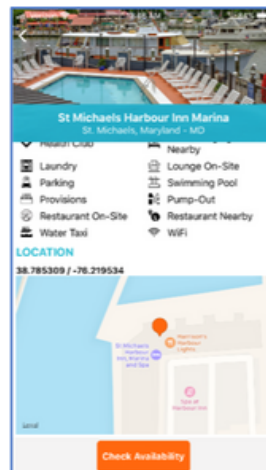 St Michaels Harbour Inn Marina
St. Michaels, Maryland - MD
Health Club
Nearby
Laundry
Lounge On-Site
Parking
Swimming Pool
Provisions
Pump-Out
Restaurant On-Site
Restaurant Nearby
Water Taxi
WiFi
LOCATION
38.785309 / -76.219534
St Michaels
Harbour
Inn, Marina
and Spa
Harrison's
Harbour
Lights
Spa at
Harbour Inn
Legal
Check Availability